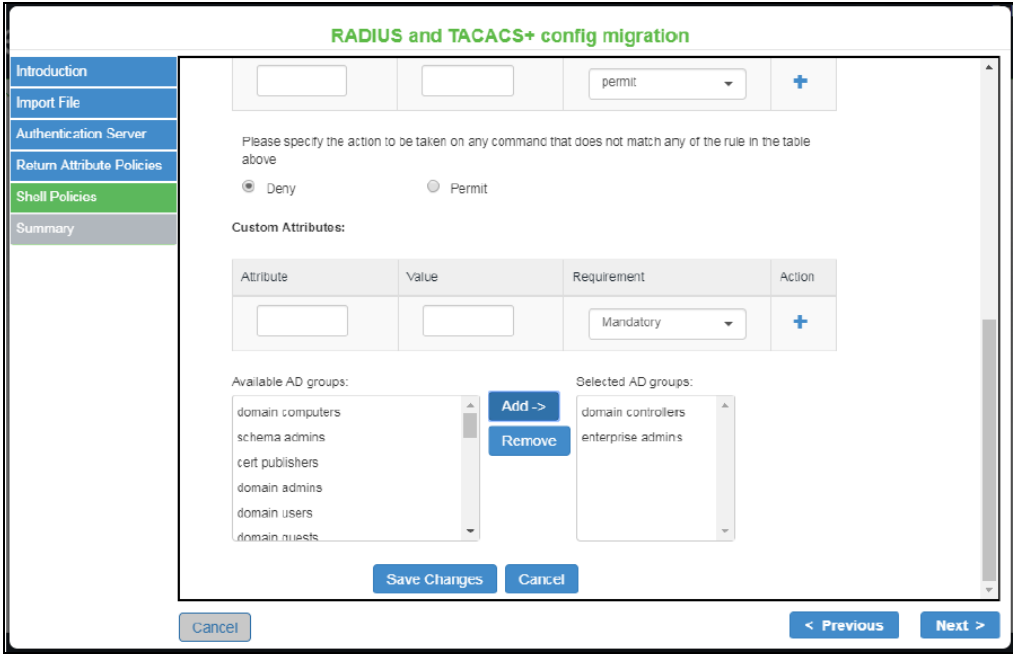 RADIUS and TACACS+ config migration
Introduction
Import File
Authentication Server
Return Attribute Policies
Shell Policies
Summary
permit
Please specify the action to be taken on any command that does not match any of the rule in the table
above
Deny
Permit
Custom Attributes:
Attribute Value Requirement Action
Mandatory
Available AD groups:
domain computers
schema admins
cert publishers
domain admins
domain users
domain guests
Add ->
Remove
Selected AD groups:
domain controllers
enterprise admins
Save Changes
Cancel
Cancel
< Previous
Next >